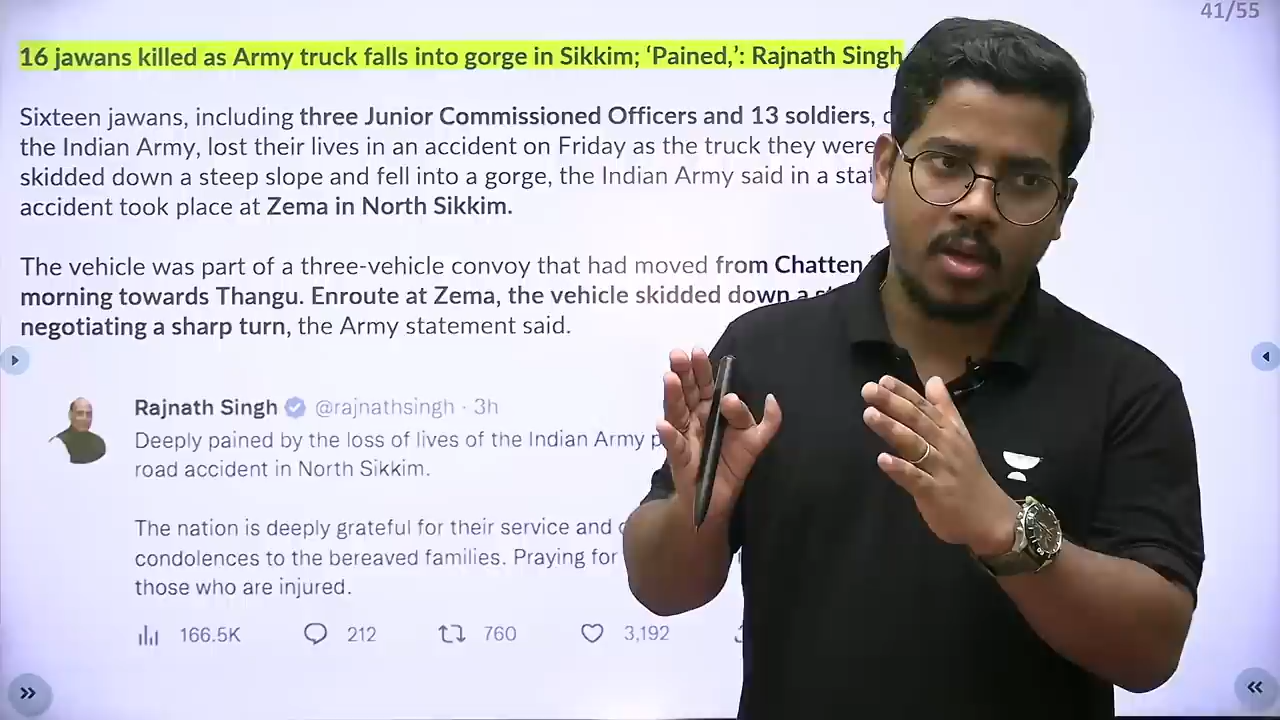 41/55
16 jawans killed as Army truck falls into gorge in Sikkim; ‘Pained,’: Rajnath Singh
Sixteen jawans, including three Junior Commissioned Officers and 13 soldiers,
the Indian Army, lost their lives in an accident on Friday as the truck they were
skidded down a steep slope and fell into a gorge, the Indian Army said in a
accident took place at Zema in North Sikkim.
The vehicle was part of a three-vehicle convoy that had moved from Chatten
morning towards Thangu. Enroute at Zema, the vehicle skidded down a
negotiating a sharp turn, the Army statement said.
Rajnath Singh @rajnathsingh · 3h
Deeply pained by the loss of lives of the Indian Army
road accident in North Sikkim.
The nation is deeply grateful for their service and
condolences to the bereaved families. Praying for
those who are injured.
166.5K 212 760 3,192